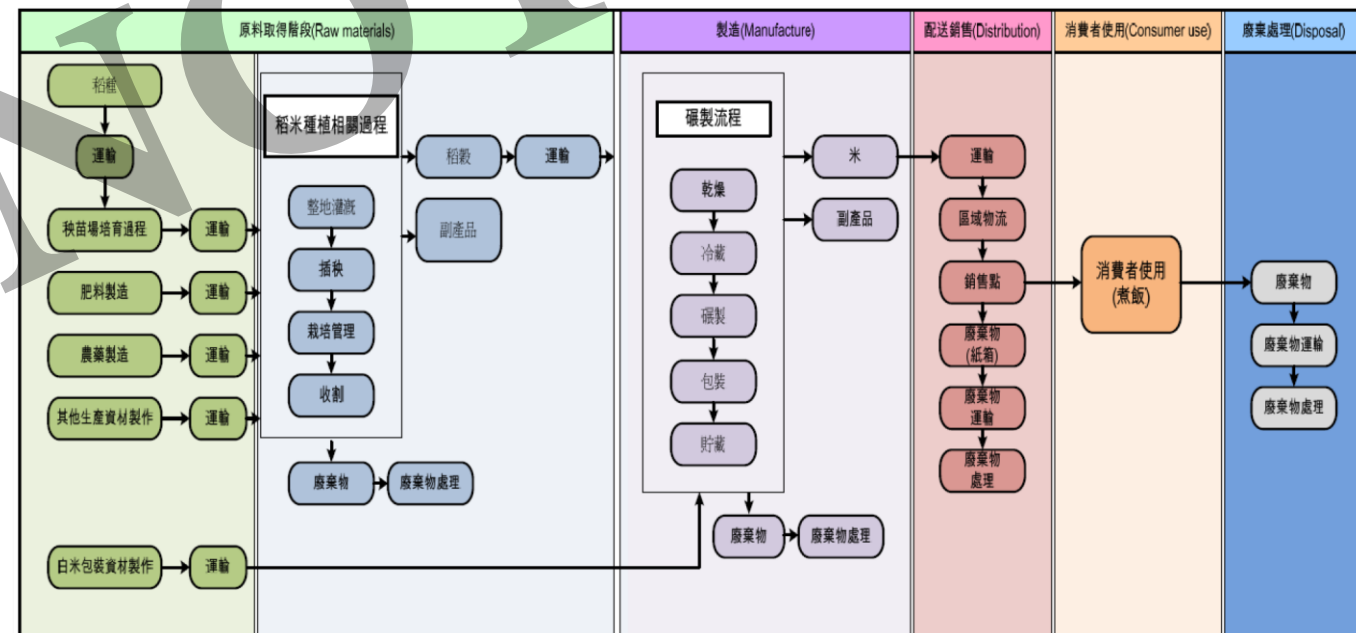 原料取得階段(Raw materials)
製造(Manufacture)
配送銷售(Distribution)
消費者使用(Consumer use)
廢棄處理(Disposal)
稻種
運輸
秧苗場培育過程
運輸
肥料製造
運輸
農藥製造
運輸
其他生產資材製作
運輸
白米包裝資材製作
運輸
稻米種植相關過程
整地灌溉
插秧
栽培管理
收割
廢棄物
廢棄物處理
稻穀
運輸
副產品
碾製流程
乾燥
冷藏
碾製
包裝
貯藏
廢棄物
廢棄物處理
米
副產品
運輸
區域物流
銷售點
廢棄物
(紙箱)
廢棄物
運輸
廢棄物
處理
消費者使用
(煮飯)
廢棄物
廢棄物運輸
廢棄物處理